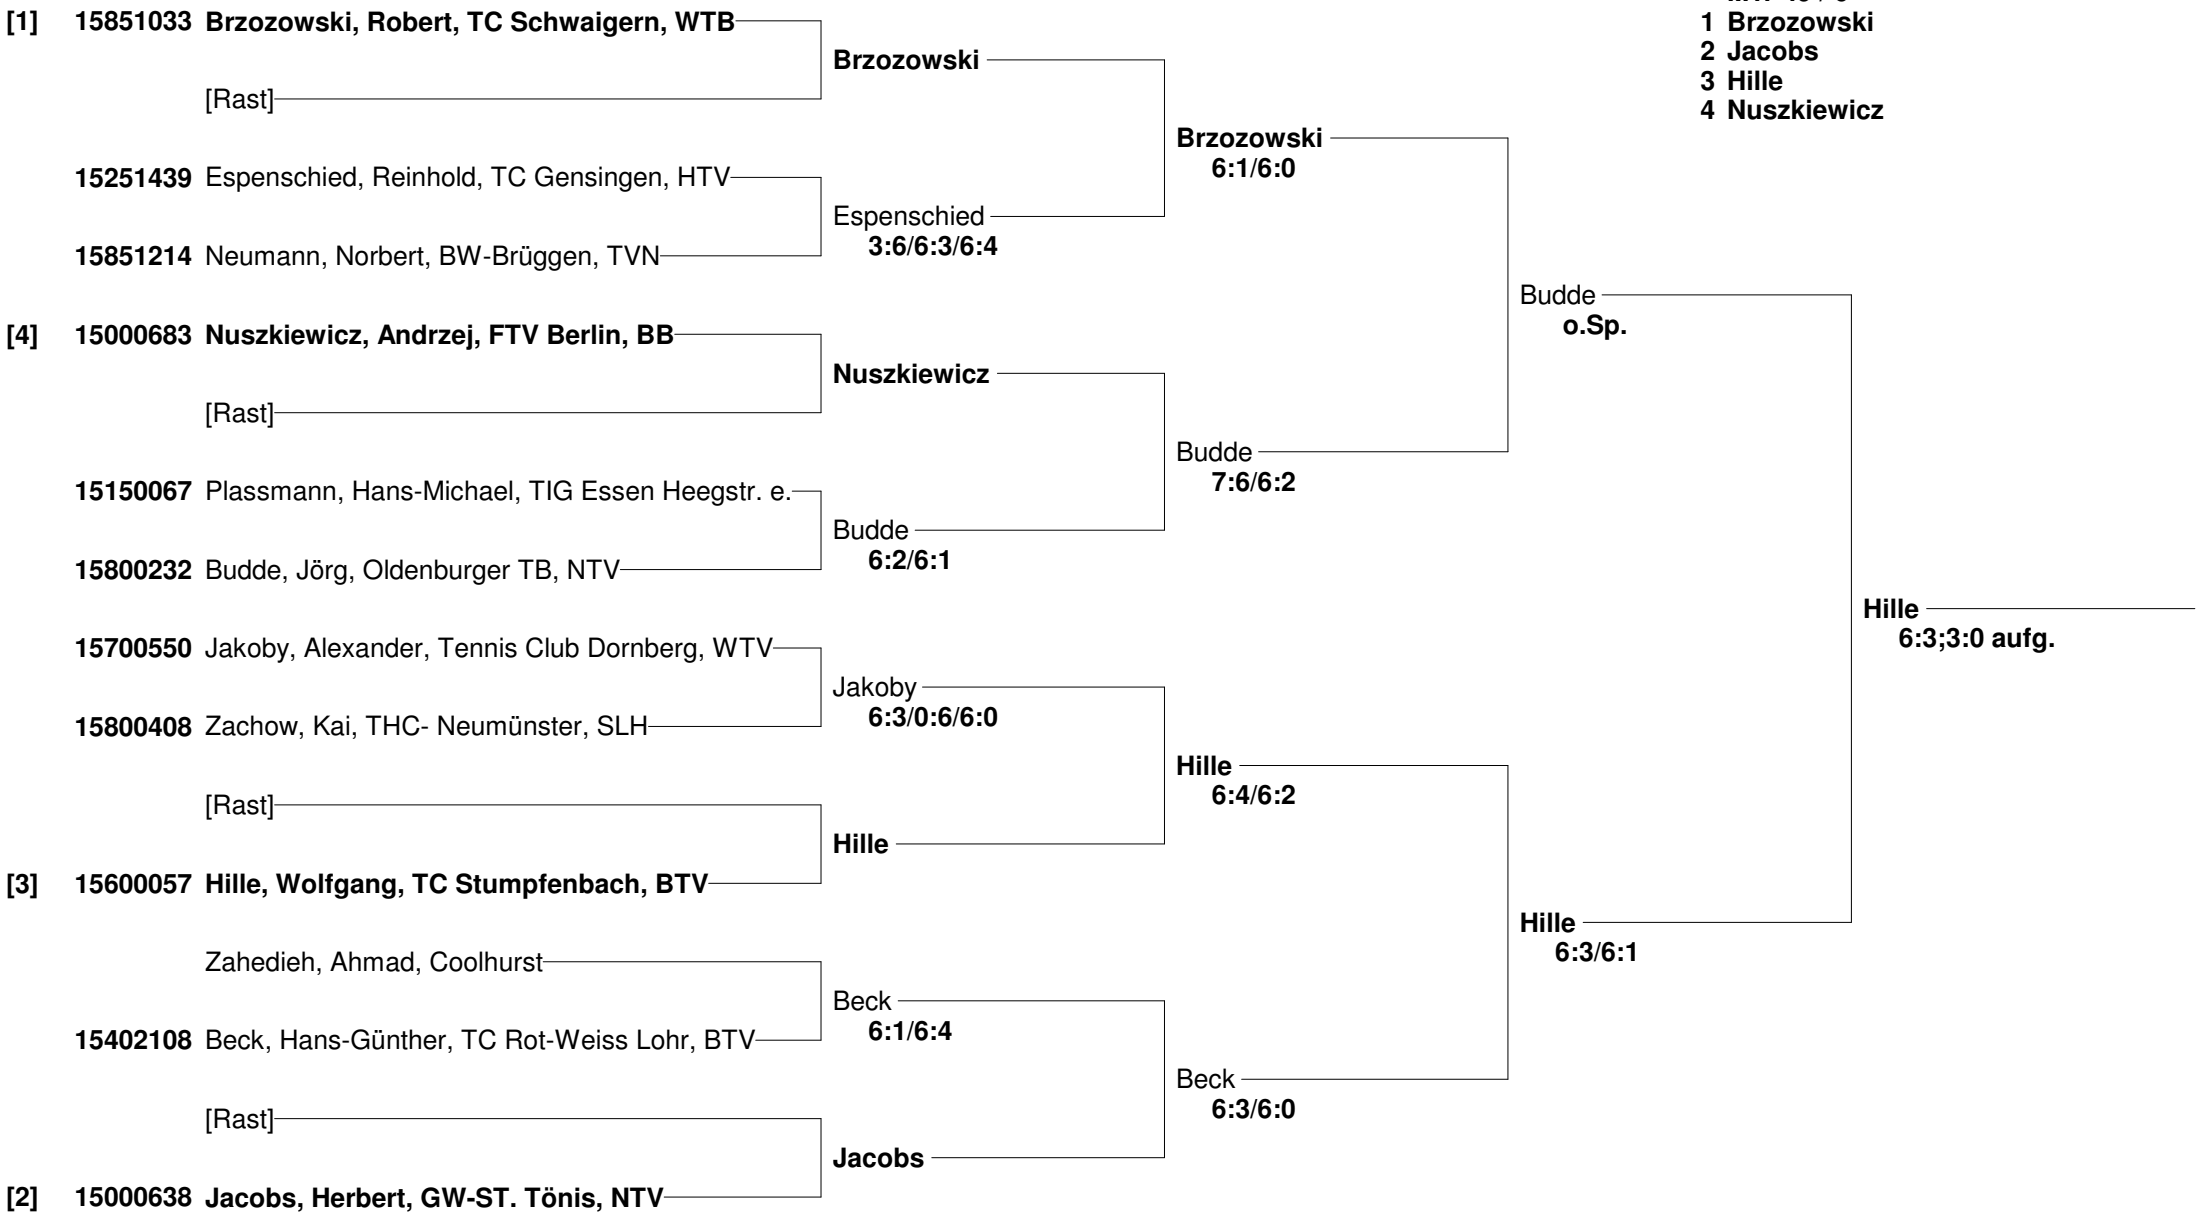 1 Brzozowski
2 Jacobs
3 Hille
4 Nuszkiewicz
[1] 15851033 Brzozowski, Robert, TC Schwaigern, WTB
[Rast]
15251439 Espenschied, Reinhold, TC Gensingen, HTV
15851214 Neumann, Norbert, BW-Brüggen, TVN
[4] 15000683 Nuszkiewicz, Andrzej, FTV Berlin, BB
[Rast]
15150067 Plassmann, Hans-Michael, TIG Essen Heegstr. e.
15800232 Budde, Jörg, Oldenburger TB, NTV
15700550 Jakoby, Alexander, Tennis Club Dornberg, WTV
15800408 Zachow, Kai, THC- Neumünster, SLH
[Rast]
[3] 15600057 Hille, Wolfgang, TC Stumpfenbach, BTV
Zahedieh, Ahmad, Coolhurst
15402108 Beck, Hans-Günther, TC Rot-Weiss Lohr, BTV
[Rast]
[2] 15000638 Jacobs, Herbert, GW-ST. Tönis, NTV
Brzozowski
Espenschied
3:6/6:3/6:4
Nuszkiewicz
Budde
6:2/6:1
Jakoby
6:3/0:6/6:0
Hille
Beck
6:1/6:4
Jacobs
Brzozowski
6:1/6:0
Budde
7:6/6:2
Hille
6:4/6:2
Beck
6:3/6:0
Budde
o.Sp.
Hille
6:3/6:1
Hille
6:3;3:0 aufg.